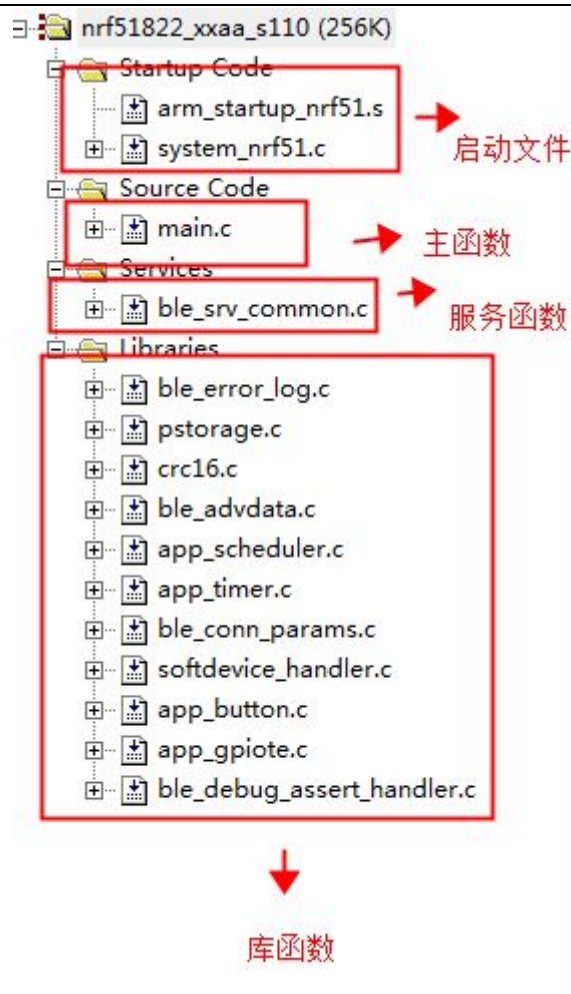 nrf51822_xxaa_s110 (256K)
Startup Code
arm_startup_nrf51.s
system_nrf51.c
启动文件
Source Code
main.c
主函数
Services
ble_srv_common.c
服务函数
Libraries
ble_error_log.c
pstorage.c
crc16.c
ble_advdata.c
app_scheduler.c
app_timer.c
ble_conn_params.c
softdevice_handler.c
app_button.c
app_gpiote.c
ble_debug_assert_handler.c
库函数